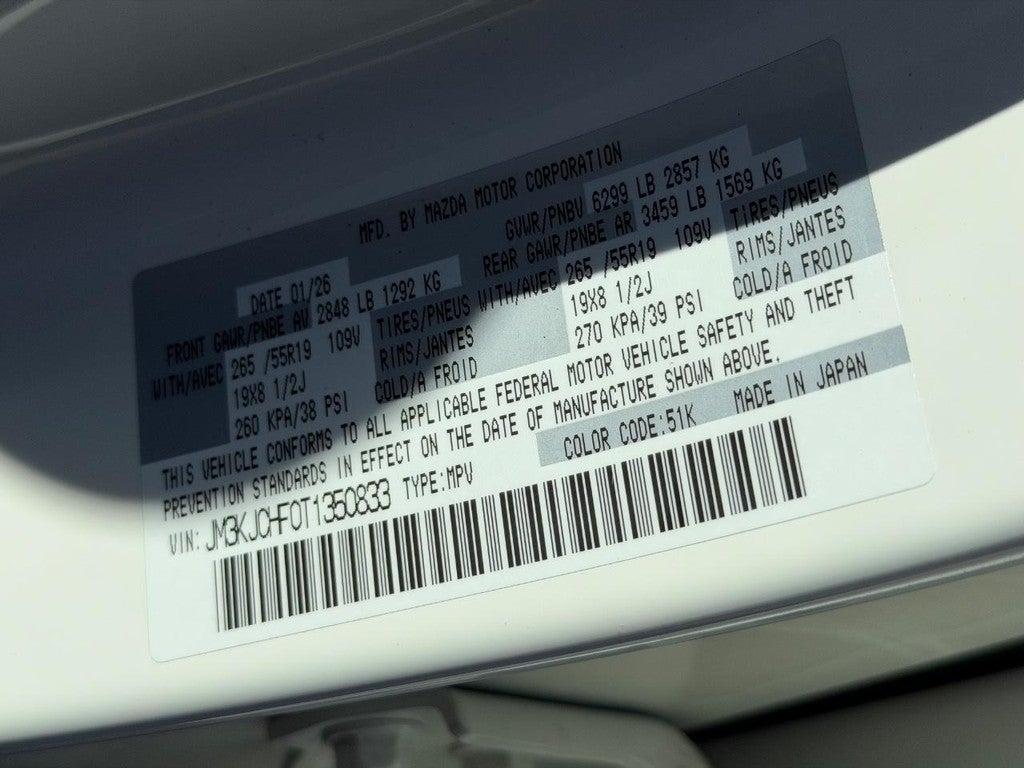 MFD. BY MAZDA MOTOR CORPORATION
DATE 01/26 GVWR/PNBV 6299 LB 2857 KG
FRONT GAWR/PNBE AV 2848 LB 1292 KG REAR GAWR/PNBE AR 3459 LB 1569 KG
WITH/AVEC 265 /55R19 109V TIRES/PNEUS WITH/AVEC 265 /55R19 109V TIRES/PNEUS
19X8 1/2J RIMS/JANTES 19X8 1/2J RIMS/JANTES
260 KPA/38 PSI COLD/A FROID 270 KPA/39 PSI COLD/A FROID
THIS VEHICLE CONFORMS TO ALL APPLICABLE FEDERAL MOTOR VEHICLE SAFETY AND THEFT
PREVENTION STANDARDS IN EFFECT ON THE DATE OF MANUFACTURE SHOWN ABOVE.
COLOR CODE:51K MADE IN JAPAN
VIN: JM3KJCHF0T1350833 TYPE:MPV